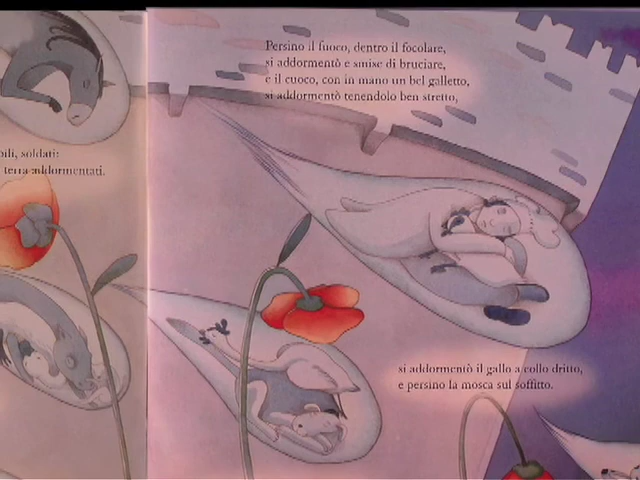 bili, soldati:
terra addormentati.
Persino il fuoco, dentro il focolare,
si addormentò e smise di bruciare,
e il cuoco, con in mano un bel galletto,
si addormentò tenendolo ben stretto,
si addormentò il gallo a collo dritto,
e persino la mosca sul soffitto.